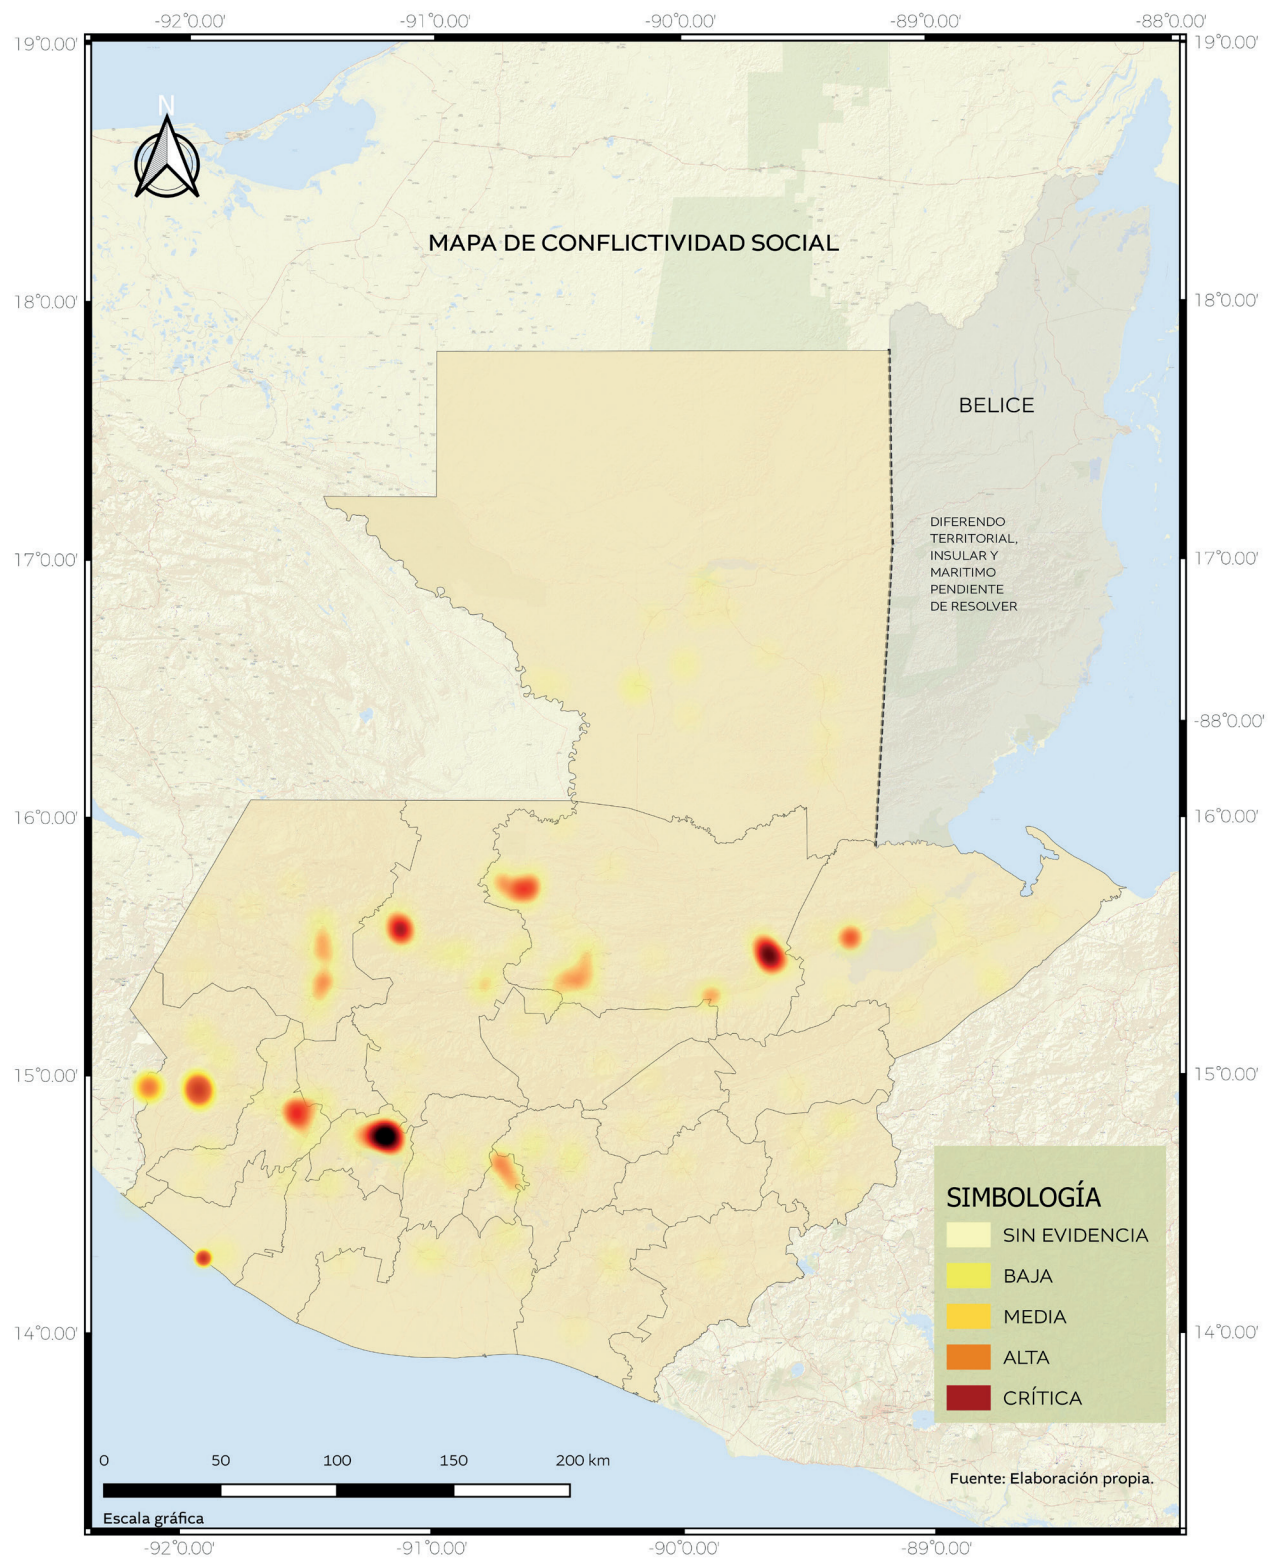 -92°0.00' -91°0.00' -90°0.00' -89°0.00' -88°0.00'
19°0.00' 19°0.00'
N
MAPA DE CONFLICTIVIDAD SOCIAL
18°0.00' 18°0.00'
BELICE
DIFERENDO
TERRITORIAL,
INSULAR Y
MARITIMO
PENDIENTE
DE RESOLVER
17°0.00' 17°0.00'
-88°0.00'
16°0.00' 16°0.00'
15°0.00' 15°0.00'
SIMBOLOGÍA
SIN EVIDENCIA
BAJA
MEDIA
ALTA
CRÍTICA
14°0.00' 14°0.00'
0 50 100 150 200 km
Escala gráfica
Fuente: Elaboración propia.
-92°0.00' -91°0.00' -90°0.00' -89°0.00'